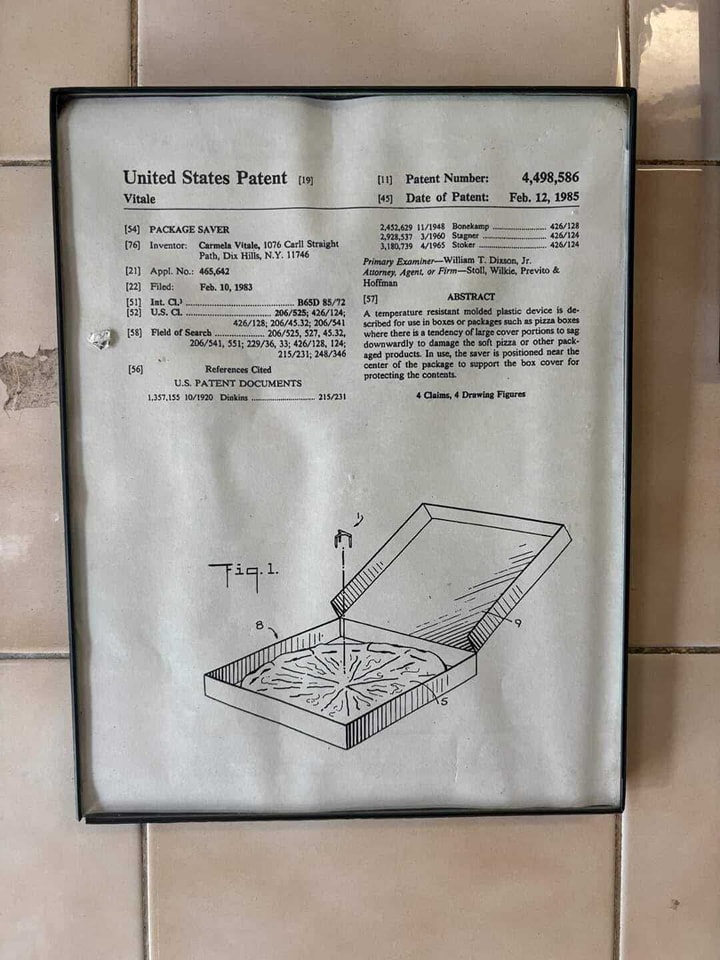 United States Patent [19]
Vitale
[11] Patent Number: 4,498,586
[45] Date of Patent: Feb. 12, 1985
[54] PACKAGE SAVER
[76] Inventor: Carmela Vitale, 1076 Carll Straight
Path, Dix Hills, N.Y. 11746
[21] Appl. No.: 465,642
[22] Filed: Feb. 10, 1983
[51] Int. Cl.³ ........................................ B65D 85/72
[52] U.S. Cl. ................................ 206/525; 426/124;
426/128; 206/45.32; 206/541
[58] Field of Search ................ 206/525, 527, 45.32,
206/541, 551; 229/36, 33; 426/128, 124;
215/231; 248/346
[56] References Cited
U.S. PATENT DOCUMENTS
1,357,155 10/1920 Dinkins ........................ 215/231
2,452,629 11/1948 Bonekamp .................... 426/128
2,928,537 3/1960 Stagner ........................ 426/124
3,180,739 4/1965 Stoker .......................... 426/124
Primary Examiner—William T. Dixson, Jr.
Attorney, Agent, or Firm—Stoll, Wilkie, Previto &
Hoffman
[57] ABSTRACT
A temperature resistant molded plastic device is de-
scribed for use in boxes or packages such as pizza boxes
where there is a tendency of large cover portions to sag
downwardly to damage the soft pizza or other pack-
aged products. In use, the saver is positioned near the
center of the package to support the box cover for
protecting the contents.
4 Claims, 4 Drawing Figures
Fig. 1.
1
8
9
5